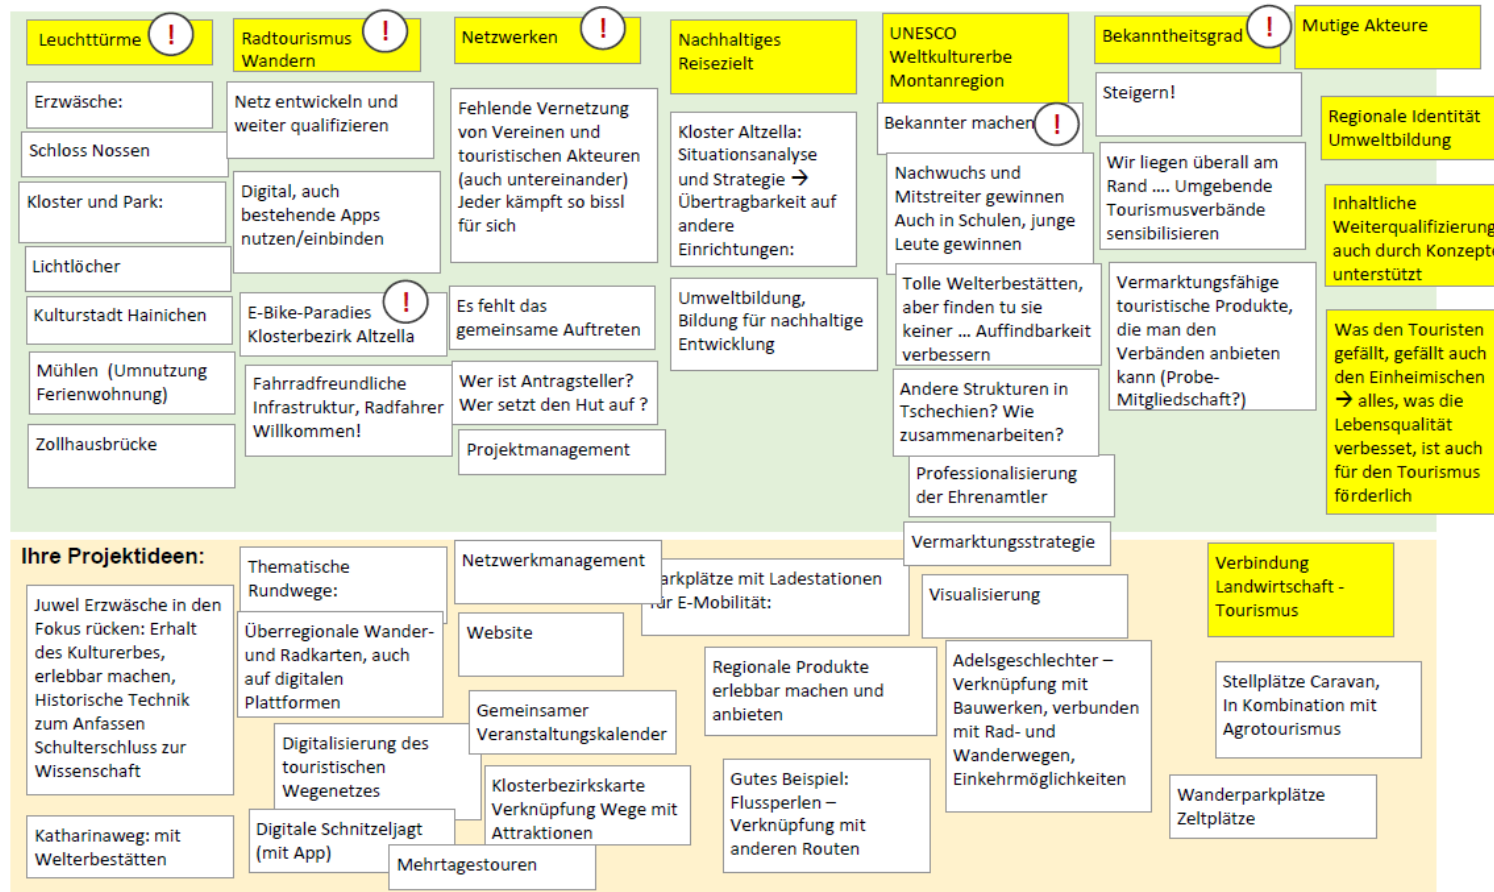 Leuchttürme
!
Erzwäsche:
Schloss Nossen
Kloster und Park:
Lichtlöcher
Kulturstadt Hainichen
Mühlen  (Umnutzung
Ferienwohnung)
Zollhausbrücke
Radtourismus
Wandern
!
Netz entwickeln und
weiter qualifizieren
Digital, auch
bestehende Apps
nutzen/einbinden
E-Bike-Paradies
Klosterbezirk Altzella
!
Fahrradfreundliche
Infrastruktur, Radfahrer
Willkommen!
Netzwerken
!
Fehlende Vernetzung
von Vereinen und
touristischen Akteuren
(auch untereinander)
Jeder kämpft so bissl
für sich
Es fehlt das
gemeinsame Auftreten
Wer ist Antragsteller?
Wer setzt den Hut auf ?
Projektmanagement
Nachhaltiges
Reisezielt
Kloster Altzella:
Situationsanalyse
und Strategie →
Übertragbarkeit auf
andere
Einrichtungen:
Umweltbildung,
Bildung für nachhaltige
Entwicklung
UNESCO
Weltkulturerbe
Montanregion
Bekannter machen
!
Nachwuchs und
Mitstreiter gewinnen
Auch in Schulen, junge
Leute gewinnen
Tolle Welterbestätten,
aber finden tu sie
keiner ... Auffindbarkeit
verbessern
Andere Strukturen in
Tschechien? Wie
zusammenarbeiten?
Professionalisierung
der Ehrenamtler
Vermarktungsstrategie
Bekanntheitsgrad
!
Steigern!
Wir liegen überall am
Rand .... Umgebende
Tourismusverbände
sensibilisieren
Vermarktungsfähige
touristische Produkte,
die man den
Verbänden anbieten
kann (Probe-
Mitgliedschaft?)
Mutige Akteure
Regionale Identität
Umweltbildung
Inhaltliche
Weiterqualifizierung
auch durch Konzepte
unterstützt
Was den Touristen
gefällt, gefällt auch
den Einheimischen
→ alles, was die
Lebensqualität
verbesset, ist auch
für den Tourismus
förderlich
Ihre Projektideen:
Juwel Erzwäsche in den
Fokus rücken: Erhalt
des Kulturerbes,
erlebbar machen,
Historische Technik
zum Anfassen
Schulterschluss zur
Wissenschaft
Katharinaweg: mit
Welterbestätten
Thematische
Rundwege:
Überregionale Wander-
und Radkarten, auch
auf digitalen
Plattformen
Digitalisierung des
touristischen
Wegenetzes
Digitale Schnitzeljagt
(mit App)
Mehrtagestouren
Netzwerkmanagement
Website
Gemeinsamer
Veranstaltungskalender
Klosterbezirkskarte
Verknüpfung Wege mit
Attraktionen
arkplätze mit Ladestationen
für E-Mobilität:
Regionale Produkte
erlebbar machen und
anbieten
Gutes Beispiel:
Flussperlen –
Verknüpfung mit
anderen Routen
Visualisierung
Adelsgeschlechter –
Verknüpfung mit
Bauwerken, verbunden
mit Rad- und
Wanderwegen,
Einkehrmöglichkeiten
Verbindung
Landwirtschaft -
Tourismus
Stellplätze Caravan,
In Kombination mit
Agrotourismus
Wanderparkplätze
Zeltplätze